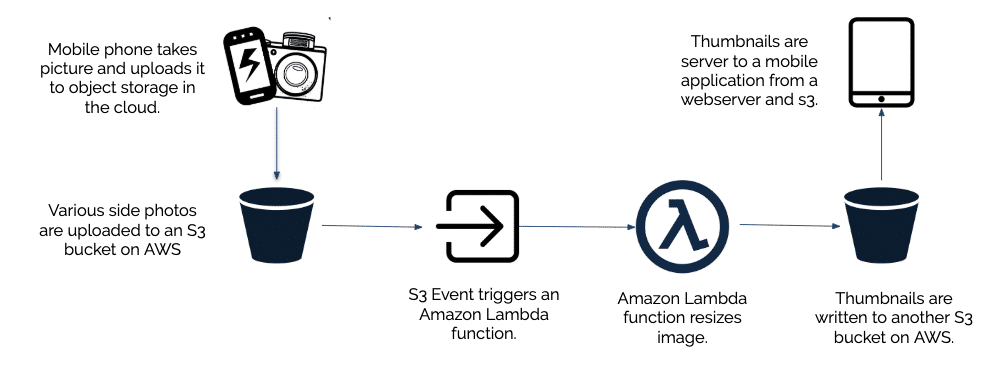 Mobile phone takes
picture and uploads it
to object storage in
the cloud.
Thumbnails are
server to a mobile
application from a
webserver and s3.
Various side photos
are uploaded to an S3
bucket on AWS
S3 Event triggers an
Amazon Lambda
function.
Amazon Lambda
function resizes
image.
Thumbnails are
written to another S3
bucket on AWS.